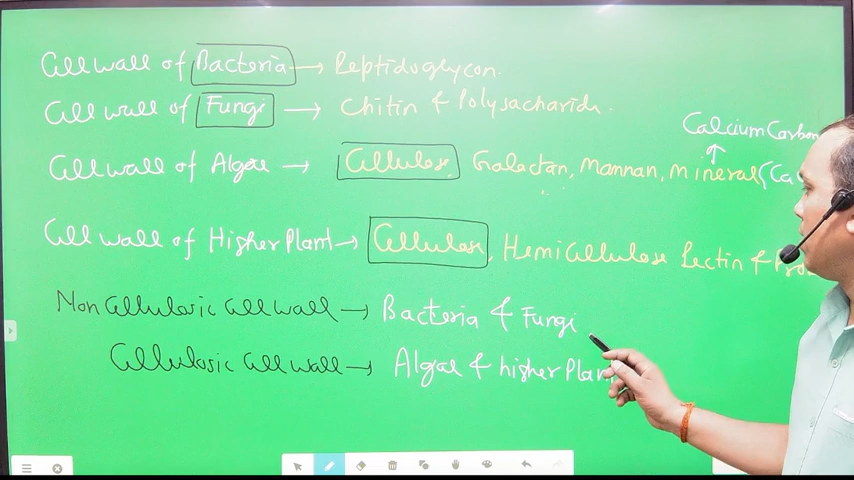 Cell wall of Bacteria → Peptidoglycon.
Cell wall of Fungi → Chitin & Polysacharide.
Calcium Carbon
Cell wall of Algae → Cellulose, Galactan, Mannan, Mineral (Ca
Cell wall of Higher Plant → Cellulose, Hemicellulose Pectin & Pro
Non Cellulosic Cell wall → Bacteria & Fungi
Cellulosic Cell wall → Algae & higher Plan